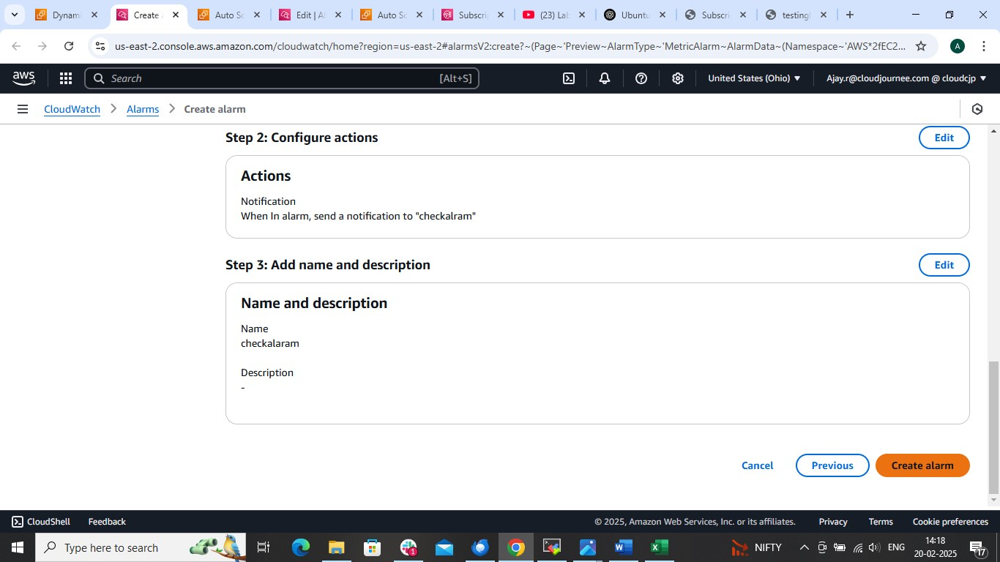 Dynam
Create
Auto Sc
Edit | Al
Auto Sc
Subscri
(23) Lab
Ubuntu
Subscri
testing
us-east-2.console.aws.amazon.com/cloudwatch/home?region=us-east-2#alarmsV2:create?~(Page~'Preview~AlarmType~'MetricAlarm~AlarmData~(Namespace~'AWS*2fEC2...
A
aws
Search
[Alt+S]
United States (Ohio)
Ajay.r@cloudjournee.com @ cloudcjp
CloudWatch > Alarms > Create alarm
Step 2: Configure actions
Edit
Actions
Notification
When In alarm, send a notification to "checkalram"
Step 3: Add name and description
Edit
Name and description
Name
checkalaram
Description
-
Cancel
Previous
Create alarm
CloudShell
Feedback
© 2025, Amazon Web Services, Inc. or its affiliates.
Privacy
Terms
Cookie preferences
Type here to search
1
NIFTY
ENG
14:18
20-02-2025
17